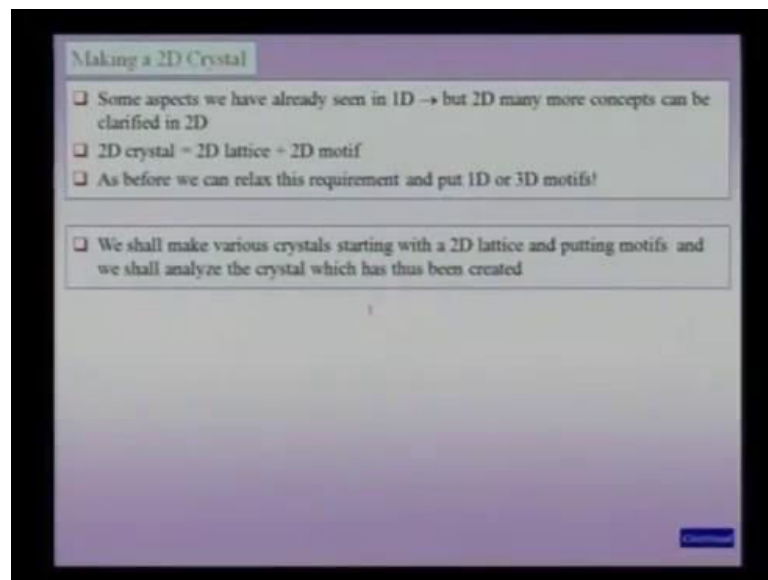 Making a 2D Crystal
❑ Some aspects we have already seen in 1D → but 2D many more concepts can be
clarified in 2D
❑ 2D crystal = 2D lattice + 2D motif
❑ As before we can relax this requirement and put 1D or 3D motifs!
❑ We shall make various crystals starting with a 2D lattice and putting motifs and
we shall analyze the crystal which has thus been created